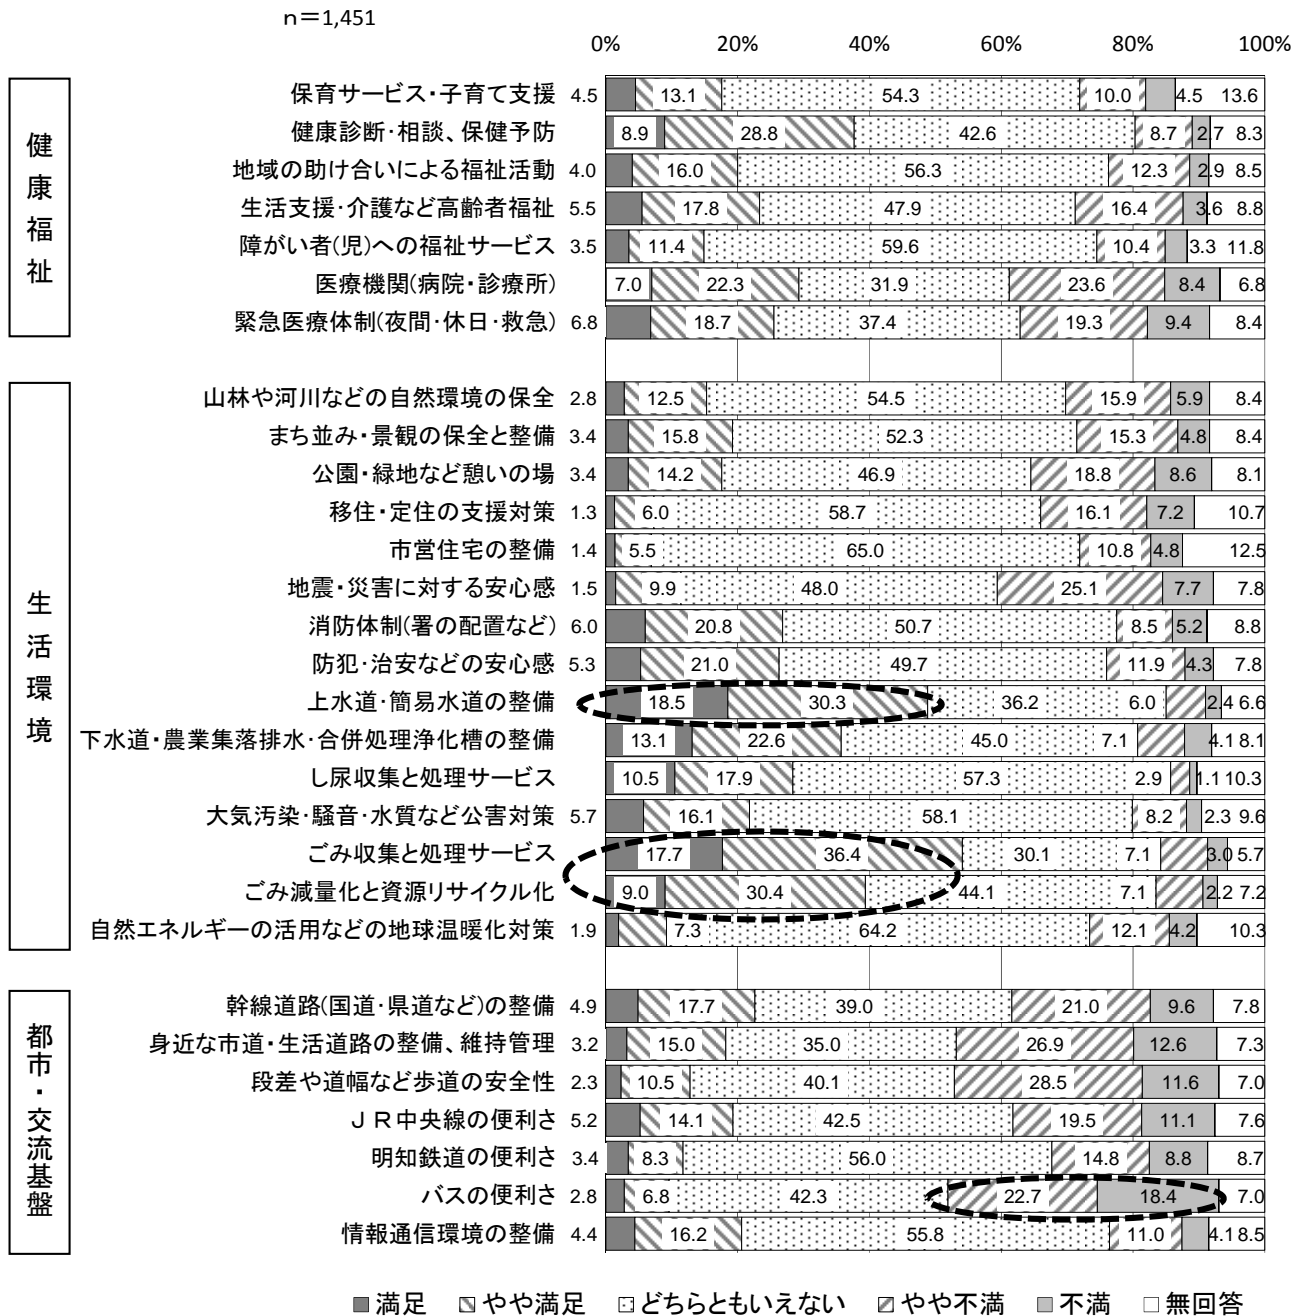 n＝1,451
0% 20% 40% 60% 80% 100%
健康福祉
保育サービス・子育て支援 4.5 13.1 54.3 10.0 4.5 13.6
健康診断・相談、保健予防 8.9 28.8 42.6 8.7 2.7 8.3
地域の助け合いによる福祉活動 4.0 16.0 56.3 12.3 2.9 8.5
生活支援・介護など高齢者福祉 5.5 17.8 47.9 16.4 3.6 8.8
障がい者(児)への福祉サービス 3.5 11.4 59.6 10.4 3.3 11.8
医療機関(病院・診療所) 7.0 22.3 31.9 23.6 8.4 6.8
緊急医療体制(夜間・休日・救急) 6.8 18.7 37.4 19.3 9.4 8.4
生活環境
山林や河川などの自然環境の保全 2.8 12.5 54.5 15.9 5.9 8.4
まち並み・景観の保全と整備 3.4 15.8 52.3 15.3 4.8 8.4
公園・緑地など憩いの場 3.4 14.2 46.9 18.8 8.6 8.1
移住・定住の支援対策 1.3 6.0 58.7 16.1 7.2 10.7
市営住宅の整備 1.4 5.5 65.0 10.8 4.8 12.5
地震・災害に対する安心感 1.5 9.9 48.0 25.1 7.7 7.8
消防体制(署の配置など) 6.0 20.8 50.7 8.5 5.2 8.8
防犯・治安などの安心感 5.3 21.0 49.7 11.9 4.3 7.8
上水道・簡易水道の整備 18.5 30.3 36.2 6.0 2.4 6.6
下水道・農業集落排水・合併処理浄化槽の整備 13.1 22.6 45.0 7.1 4.1 8.1
し尿収集と処理サービス 10.5 17.9 57.3 2.9 1.1 10.3
大気汚染・騒音・水質など公害対策 5.7 16.1 58.1 8.2 2.3 9.6
ごみ収集と処理サービス 17.7 36.4 30.1 7.1 3.0 5.7
ごみ減量化と資源リサイクル化 9.0 30.4 44.1 7.1 2.2 7.2
自然エネルギーの活用などの地球温暖化対策 1.9 7.3 64.2 12.1 4.2 10.3
都市・交流基盤
幹線道路(国道・県道など)の整備 4.9 17.7 39.0 21.0 9.6 7.8
身近な市道・生活道路の整備、維持管理 3.2 15.0 35.0 26.9 12.6 7.3
段差や道幅など歩道の安全性 2.3 10.5 40.1 28.5 11.6 7.0
ＪＲ中央線の便利さ 5.2 14.1 42.5 19.5 11.1 7.6
明知鉄道の便利さ 3.4 8.3 56.0 14.8 8.8 8.7
バスの便利さ 2.8 6.8 42.3 22.7 18.4 7.0
情報通信環境の整備 4.4 16.2 55.8 11.0 4.1 8.5
満足 やや満足 どちらともいえない やや不満 不満 無回答